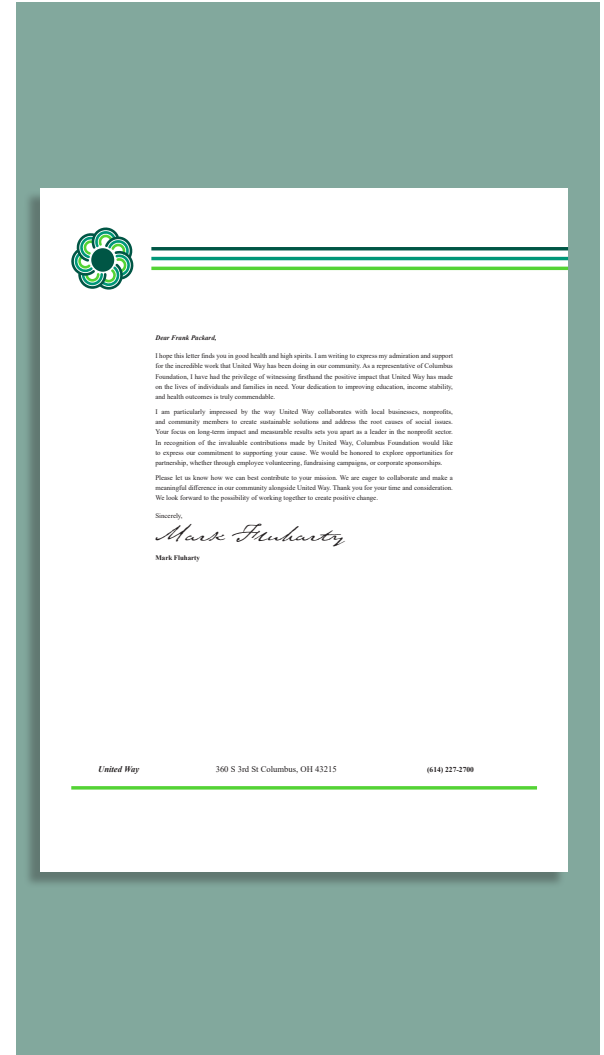 Dear Frank Packard,
I hope this letter finds you in good health and high spirits. I am writing to express my admiration and support
for the incredible work that United Way has been doing in our community. As a representative of Columbus
Foundation, I have had the privilege of witnessing firsthand the positive impact that United Way has made
on the lives of individuals and families in need. Your dedication to improving education, income stability,
and health outcomes is truly commendable.
I am particularly impressed by the way United Way collaborates with local businesses, nonprofits,
and community members to create sustainable solutions and address the root causes of social issues.
Your focus on long-term impact and measurable results sets you apart as a leader in the nonprofit sector.
In recognition of the invaluable contributions made by United Way, Columbus Foundation would like
to express our commitment to supporting your cause. We would be honored to explore opportunities for
partnership, whether through employee volunteering, fundraising campaigns, or corporate sponsorships.
Please let us know how we can best contribute to your mission. We are eager to collaborate and make a
meaningful difference in our community alongside United Way. Thank you for your time and consideration.
We look forward to the possibility of working together to create positive change.
Sincerely,
Mark Fluharty
Mark Fluharty
United Way 360 S 3rd St Columbus, OH 43215 (614) 227-2700